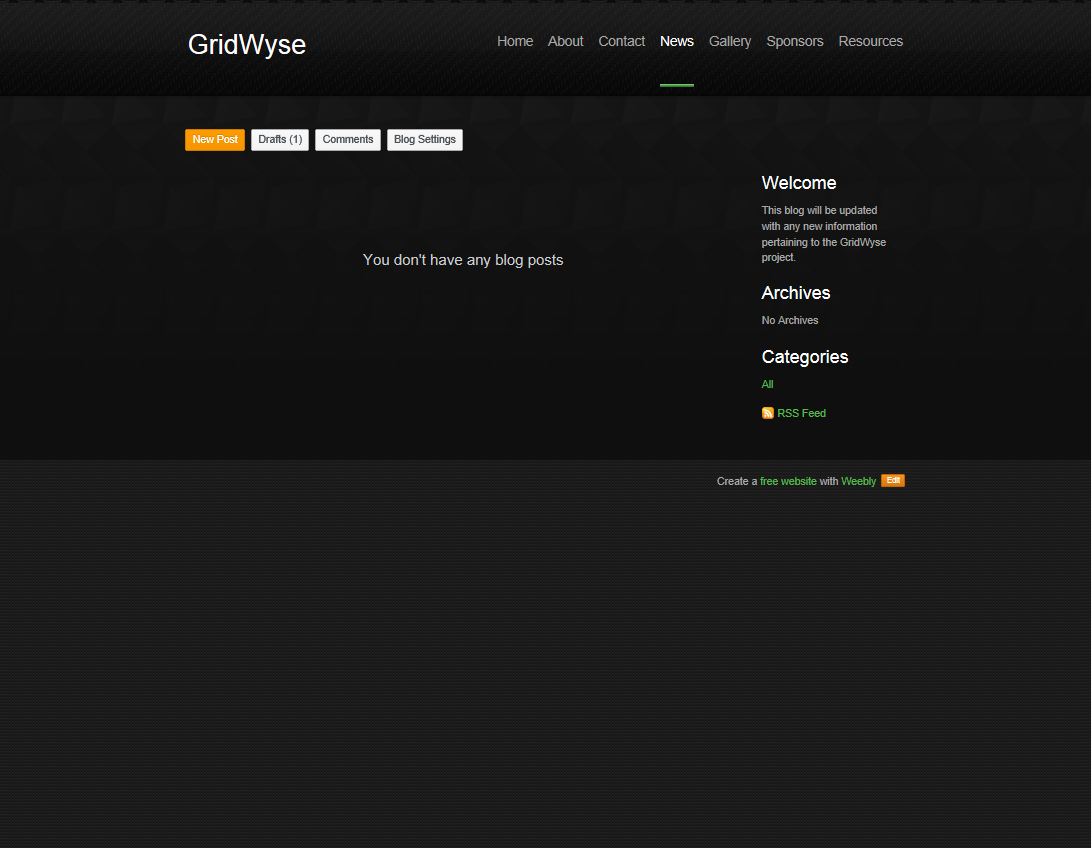 GridWyse
Home About Contact News Gallery Sponsors Resources
New Post Drafts (1) Comments Blog Settings
You don't have any blog posts
Welcome
This blog will be updated
with any new information
pertaining to the GridWyse
project.
Archives
No Archives
Categories
All
RSS Feed
Create a free website with Weebly Edit